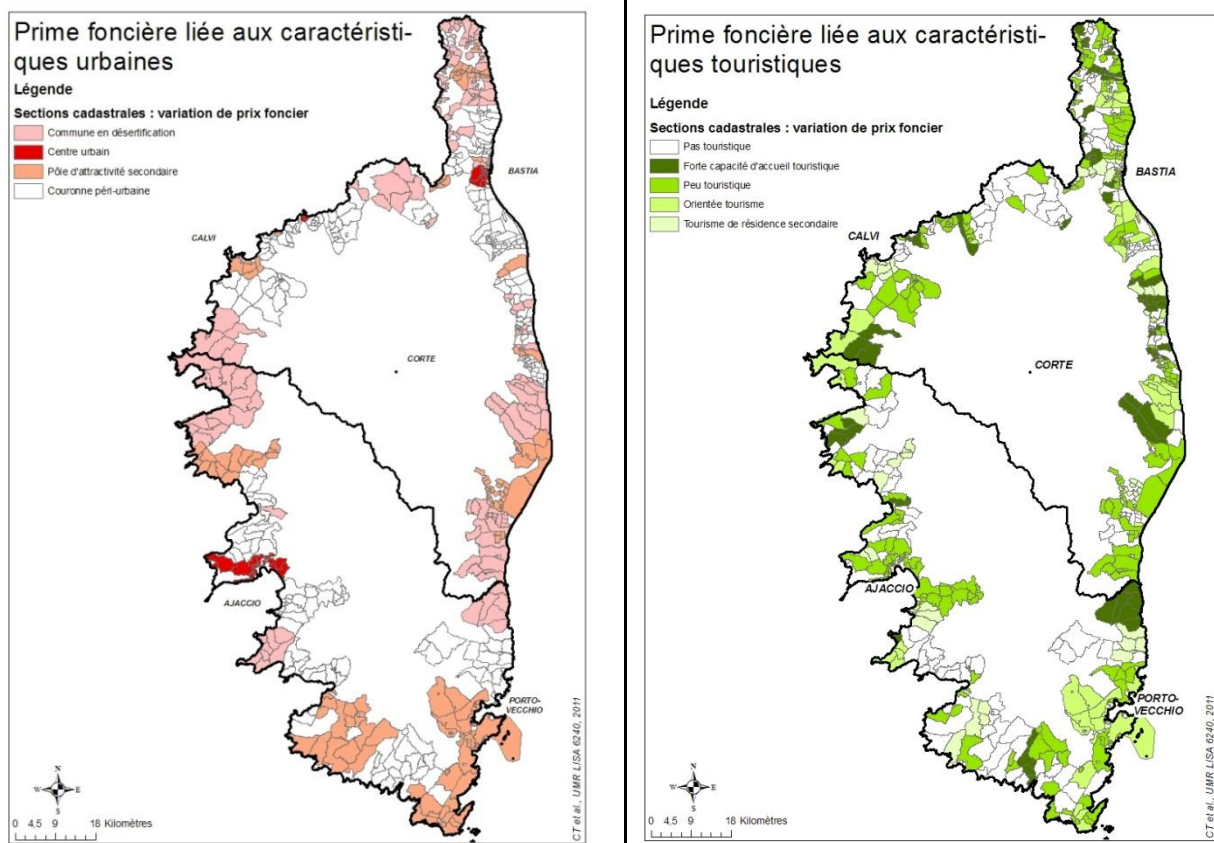 Prime foncière liée aux caractéristi-
ques urbaines
Légende
Sections cadastrales : variation de prix foncier
Commune en désertification
Centre urbain
Pôle d'attractivité secondaire
Couronne péri-urbaine
BASTIA
CALVI
CORTE
AJACCIO
PORTO-
VECCHIO
N
W E
S
0 4,5 9 18 Kilomètres
CT et al., UMR LISA 6240, 2011
Prime foncière liée aux caractéristi-
ques touristiques
Légende
Sections cadastrales : variation de prix foncier
Pas touristique
Forte capacité d'accueil touristique
Peu touristique
Orientée tourisme
Tourisme de résidence secondaire
BASTIA
CALVI
CORTE
AJACCIO
PORTO-
VECCHIO
N
W E
S
0 4,5 9 18 Kilomètres
CT et al., UMR LISA 6240, 2011